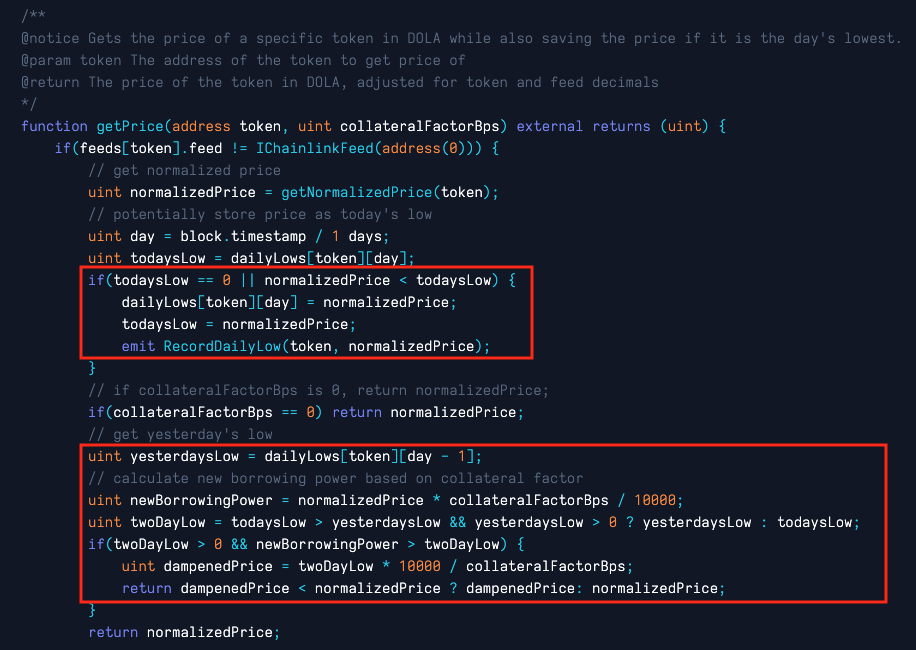 /**
@notice Gets the price of a specific token in DOLA while also saving the price if it is the day's lowest.
@param token The address of the token to get price of
@return The price of the token in DOLA, adjusted for token and feed decimals
*/
function getPrice(address token, uint collateralFactorBps) external returns (uint) {
    if(feeds[token].feed != IChainlinkFeed(address(0))) {
        // get normalized price
        uint normalizedPrice = getNormalizedPrice(token);
        // potentially store price as today's low
        uint day = block.timestamp / 1 days;
        uint todaysLow = dailyLows[token][day];
        if(todaysLow == 0 || normalizedPrice < todaysLow) {
            dailyLows[token][day] = normalizedPrice;
            todaysLow = normalizedPrice;
            emit RecordDailyLow(token, normalizedPrice);
        }
        // if collateralFactorBps is 0, return normalizedPrice;
        if(collateralFactorBps == 0) return normalizedPrice;
        // get yesterday's low
        uint yesterdaysLow = dailyLows[token][day - 1];
        // calculate new borrowing power based on collateral factor
        uint newBorrowingPower = normalizedPrice * collateralFactorBps / 10000;
        uint twoDayLow = todaysLow > yesterdaysLow && yesterdaysLow > 0 ? yesterdaysLow : todaysLow;
        if(twoDayLow > 0 && newBorrowingPower > twoDayLow) {
            uint dampenedPrice = twoDayLow * 10000 / collateralFactorBps;
            return dampenedPrice < normalizedPrice ? dampenedPrice: normalizedPrice;
        }
        return normalizedPrice;